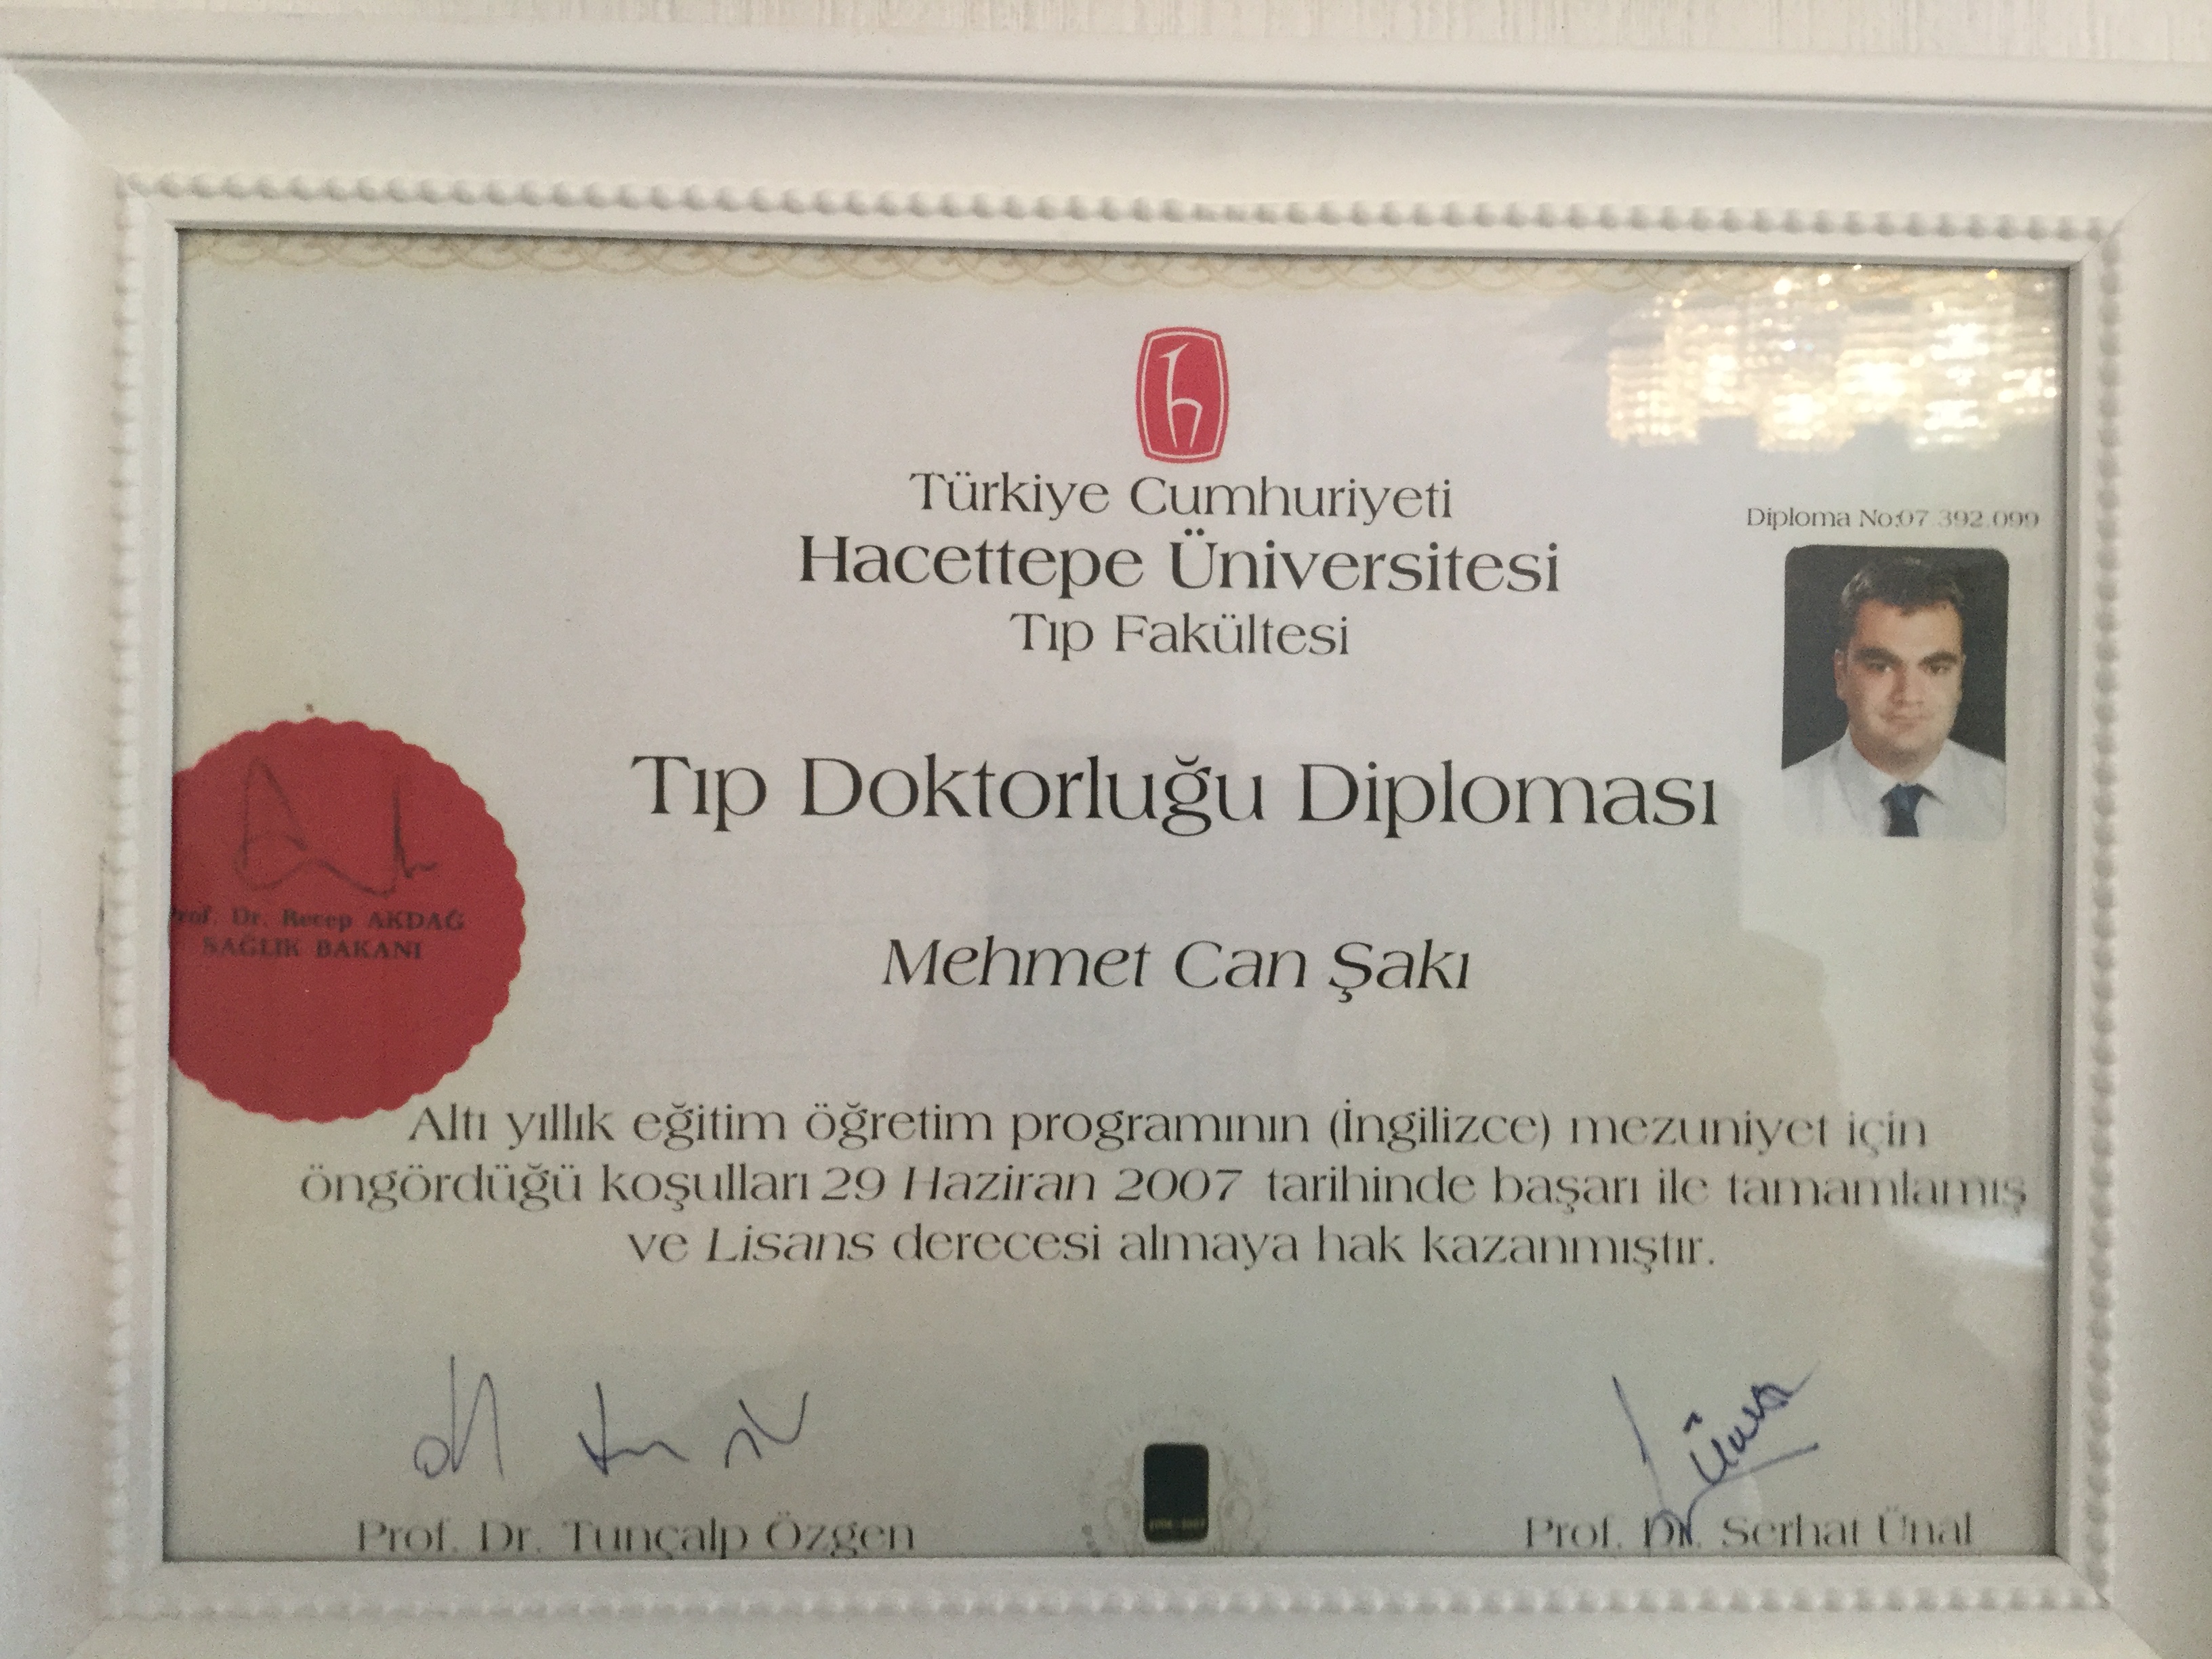 Türkiye Cumhuriyeti
Hacettepe Üniversitesi
Tıp Fakültesi
Diploma No:07.392.099
Tıp Doktorluğu Diploması
Mehmet Can Şakı
Prof. Dr. Recep AKDAĞ
SAĞLIK BAKANI
Altı yıllık eğitim öğretim programının (İngilizce) mezuniyet için
öngördüğü koşulları 29 Haziran 2007 tarihinde başarı ile tamamlamış
ve Lisans derecesi almaya hak kazanmıştır.
Prof. Dr. Tunçalp Özgen
Prof. Dr. Serhat Ünal